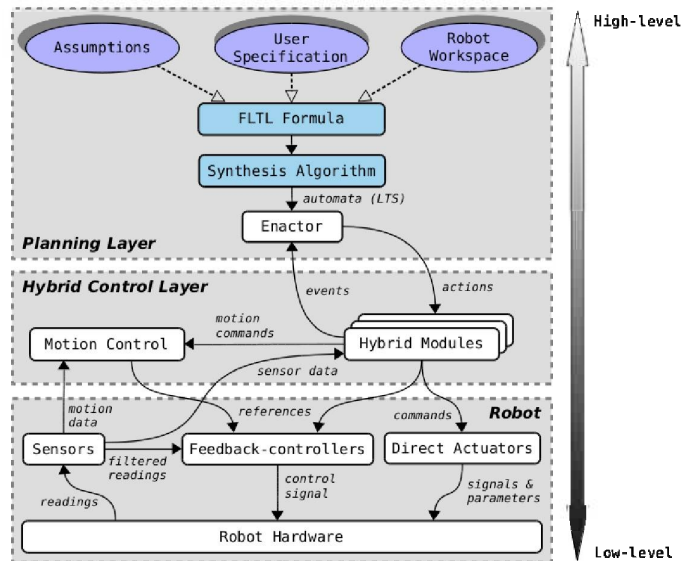 High-level
Assumptions
User
Specification
Robot
Workspace
FLTL Formula
Synthesis Algorithm
automata (LTS)
Enactor
Planning Layer
Hybrid Control Layer
events
actions
motion
commands
Motion Control
Hybrid Modules
sensor data
motion
data
references
commands
Robot
Sensors
Feedback-controllers
Direct Actuators
filtered
readings
readings
control
signal
signals &
parameters
Robot Hardware
Low-level